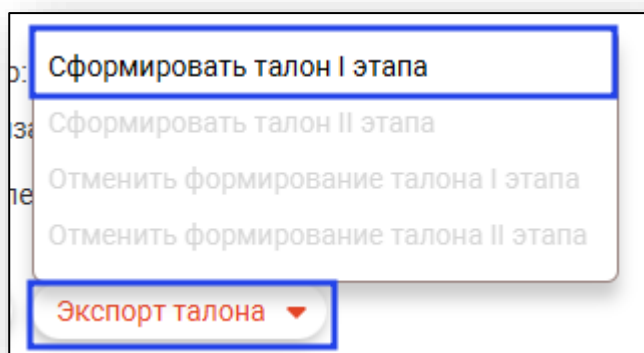 Сформировать талон I этапа
Сформировать талон II этапа
Отменить формирование талона I этапа
Отменить формирование талона II этапа
Экспорт талона